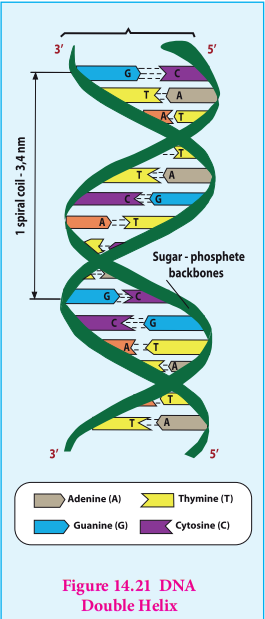 3’ 5’
G C
T A
A T
T
T A
C G
A T
G C
C G
A T
A
T
T A
3’ 5’
1 spiral coil - 3,4 nm
Sugar - phosphete
backbones
Adenine (A) Thymine (T)
Guanine (G) Cytosine (C)
Figure 14.21 DNA
Double Helix